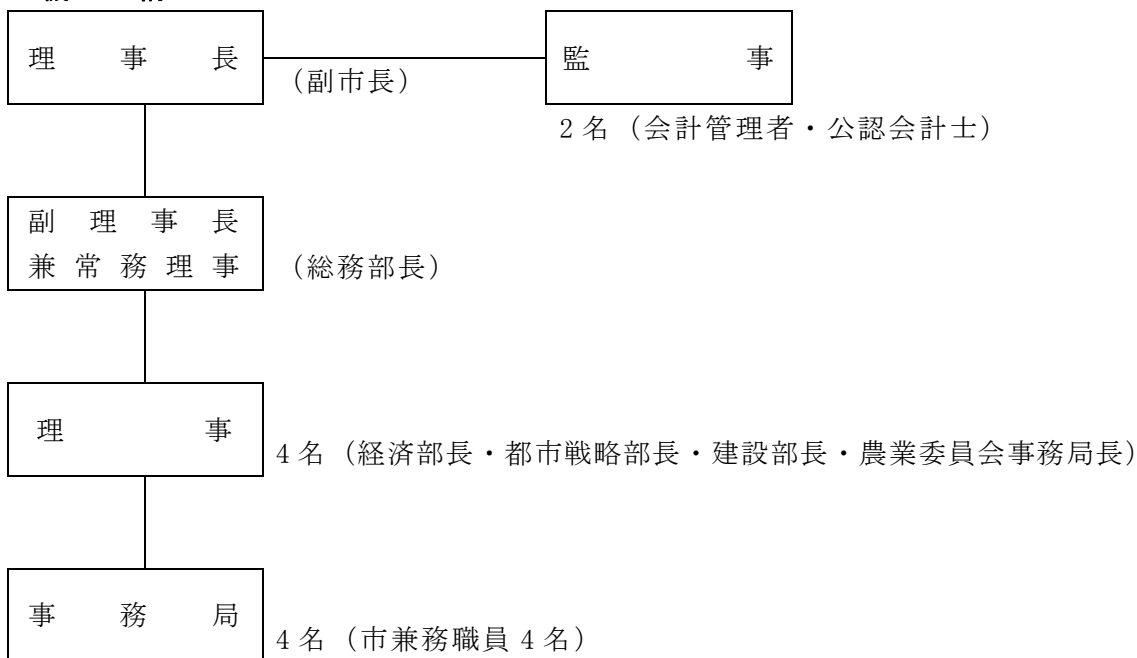 理事長
監事
（副市長）
2名（会計管理者・公認会計士）
副理事長
兼常務理事
（総務部長）
理事
4名（経済部長・都市戦略部長・建設部長・農業委員会事務局長）
事務局
4名（市兼務職員4名）